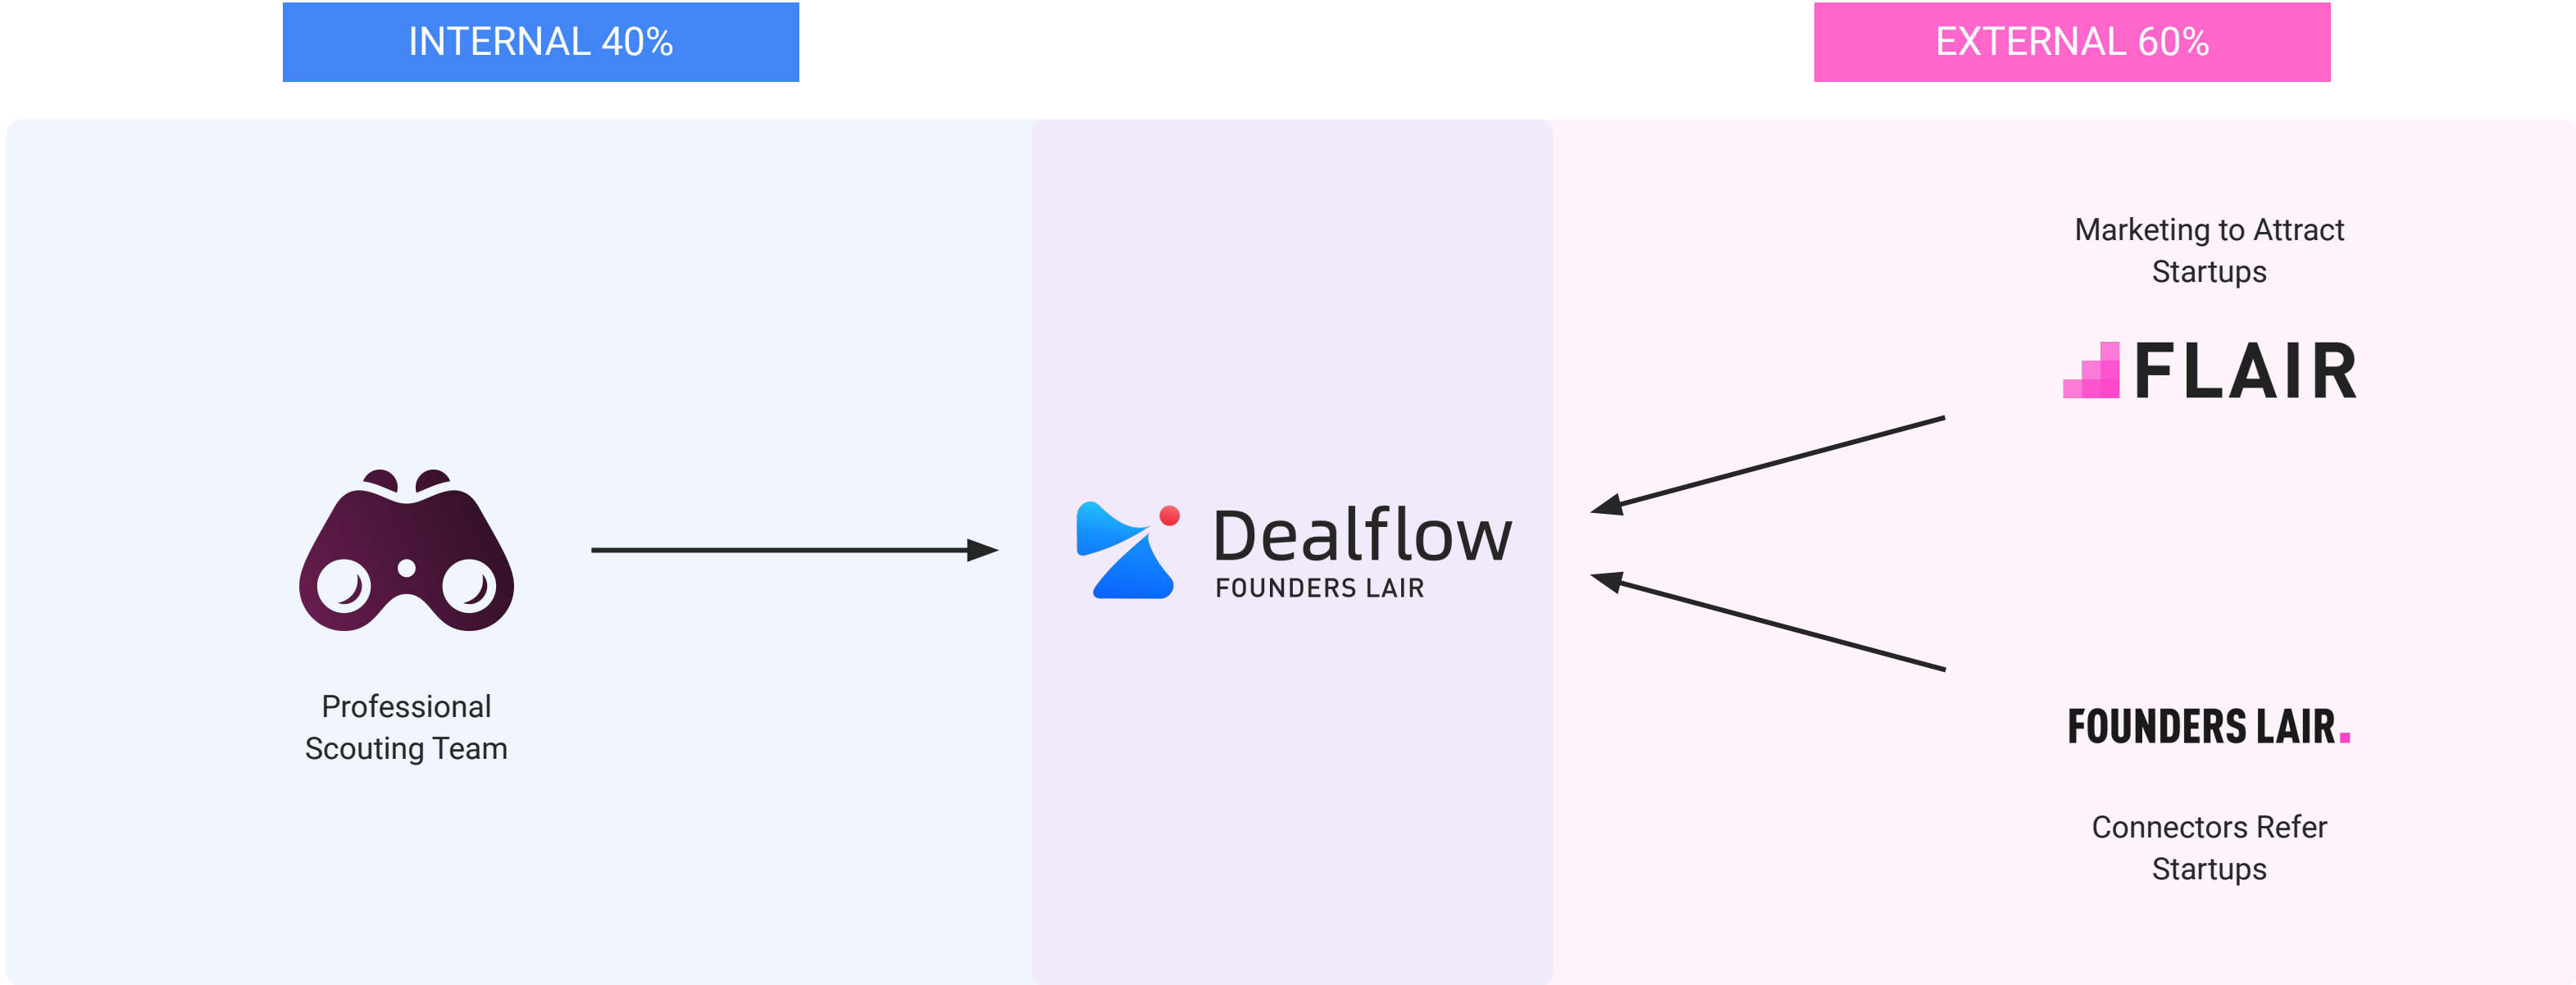 INTERNAL 40%
EXTERNAL 60%
Professional
Scouting Team
Dealflow
FOUNDERS LAIR
Marketing to Attract
Startups
FLAIR
FOUNDERS LAIR.
Connectors Refer
Startups